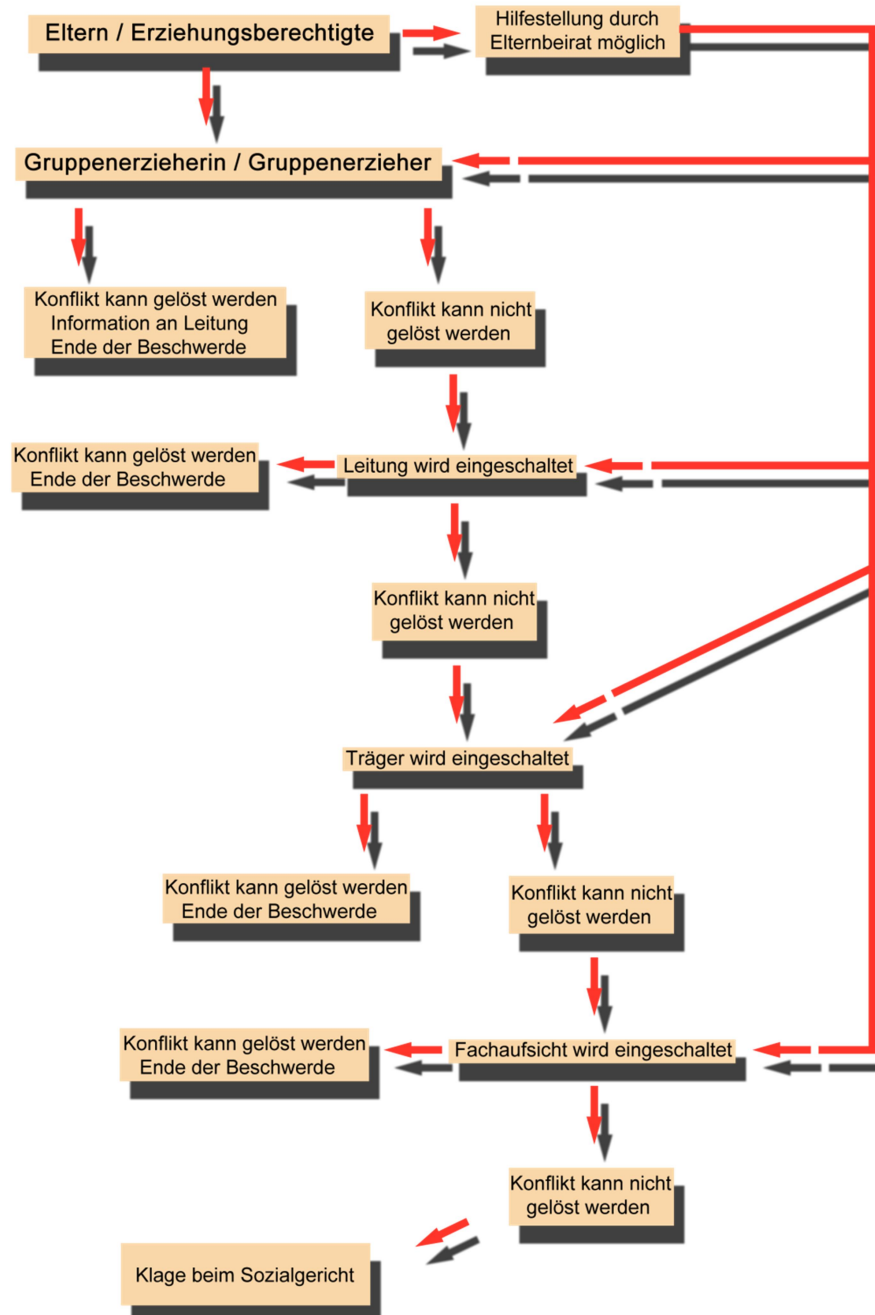 Eltern / Erziehungsberechtigte
Hilfestellung durch
Elternbeirat möglich
Gruppenerzieherin / Gruppenerzieher
Konflikt kann gelöst werden
Information an Leitung
Ende der Beschwerde
Konflikt kann nicht
gelöst werden
Konflikt kann gelöst werden
Ende der Beschwerde
Leitung wird eingeschaltet
Konflikt kann nicht
gelöst werden
Träger wird eingeschaltet
Konflikt kann gelöst werden
Ende der Beschwerde
Konflikt kann nicht
gelöst werden
Konflikt kann gelöst werden
Ende der Beschwerde
Fachaufsicht wird eingeschaltet
Konflikt kann nicht
gelöst werden
Klage beim Sozialgericht